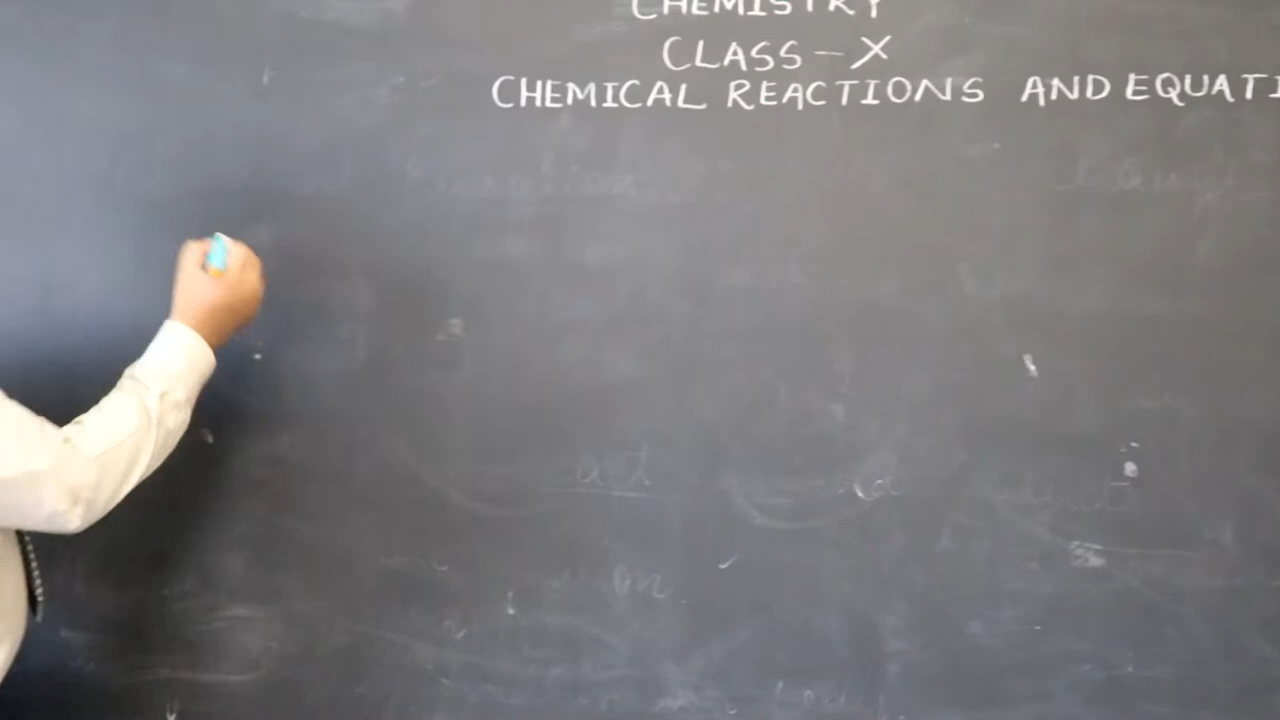 CHEMISTRY
CLASS - X
CHEMICAL REACTIONS AND EQUATI